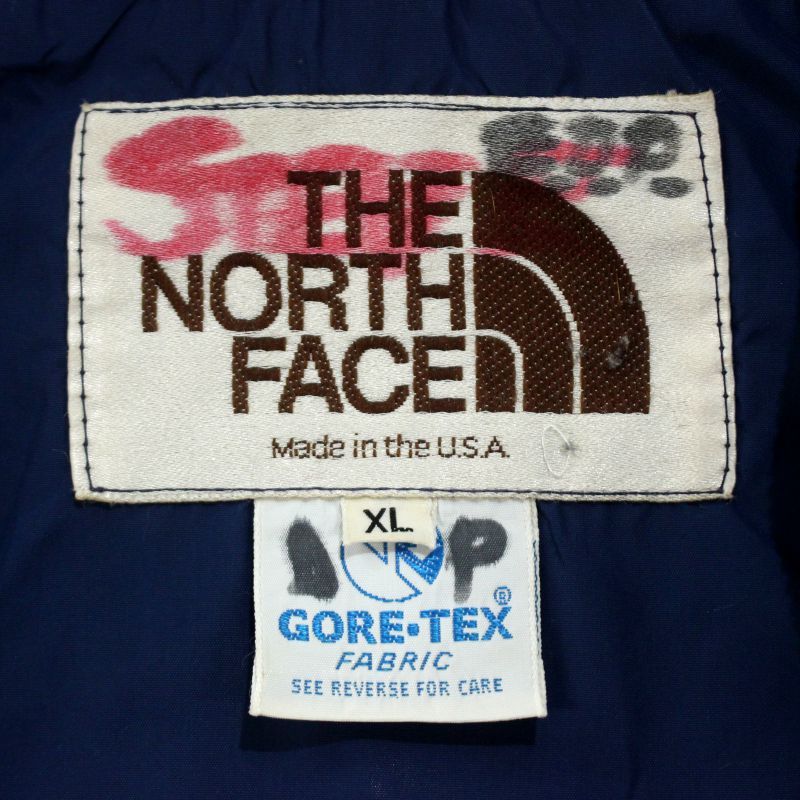 THE
NORTH
FACE
Made in the U.S.A.
XL
P
GORE-TEX®
FABRIC
SEE REVERSE FOR CARE